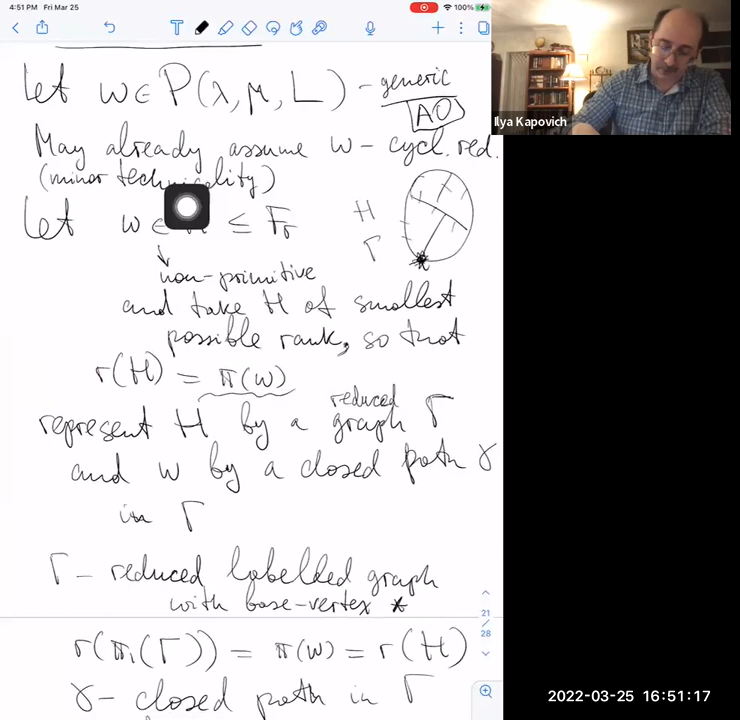 4:51 PM Fri Mar 25
100%
Let w ∈ P(λ, M, L) - generic
AO
Ilya Kapovich
May already assume w - cycl. red.
(minor technicality)
Let w ∈ H ≤ F_r
H
Γ
*
non-primitive
and take H of smallest
possible rank, so that
r(H) = π(w)
reduced
represent H by a graph Γ
and w by a closed path γ
in Γ
Γ - reduced labelled graph
with base-vertex *
r(π₁(Γ)) = π(w) = r(H)
γ - closed path in Γ
21
/
28
2022-03-25 16:51:17